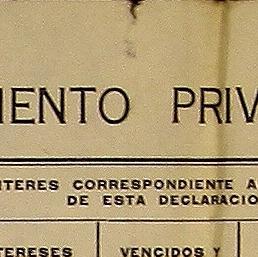 IENTO PRIV
NTERES CORRESPONDIENTE A
DE ESTA DECLARACIO
TERESES VENCIDOS Y